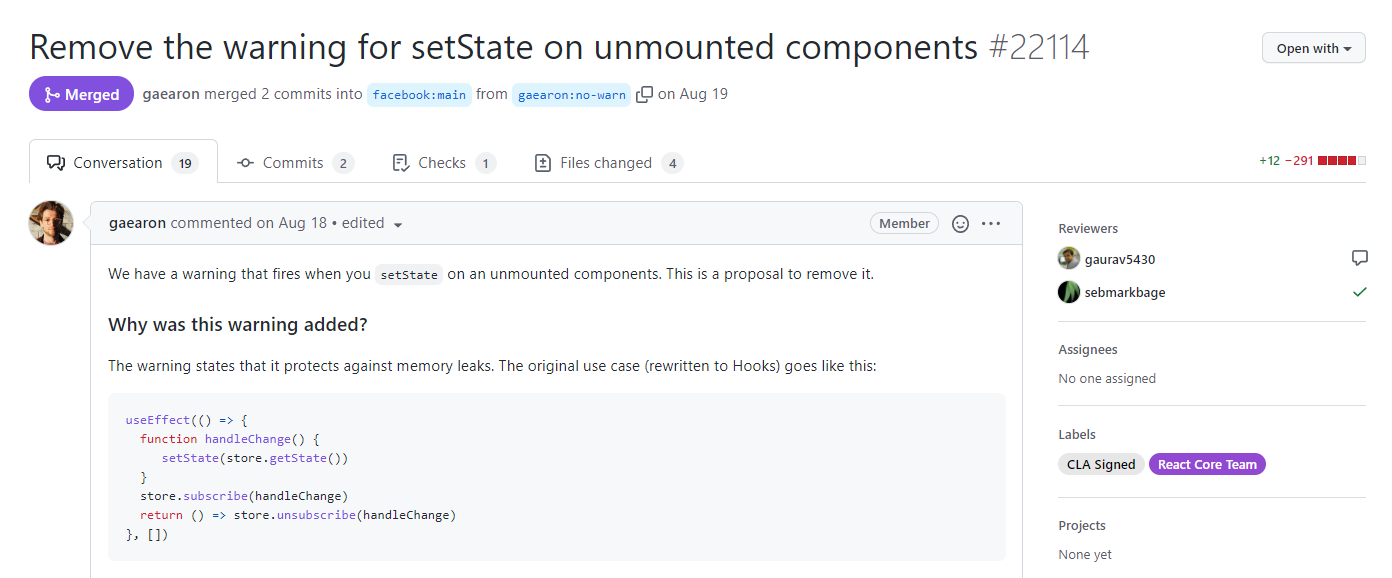 Remove the warning for setState on unmounted components #22114
Open with
Merged gaearon merged 2 commits into facebook:main from gaearon:no-warn on Aug 19
Conversation 19 Commits 2 Checks 1 Files changed 4
+12 −291
gaearon commented on Aug 18 • edited
Member
We have a warning that fires when you setState on an unmounted components. This is a proposal to remove it.
Why was this warning added?
The warning states that it protects against memory leaks. The original use case (rewritten to Hooks) goes like this:
useEffect(() => {
  function handleChange() {
     setState(store.getState())
  }
  store.subscribe(handleChange)
  return () => store.unsubscribe(handleChange)
}, [])
Reviewers
gaurav5430
sebmarkbage
Assignees
No one assigned
Labels
CLA Signed React Core Team
Projects
None yet